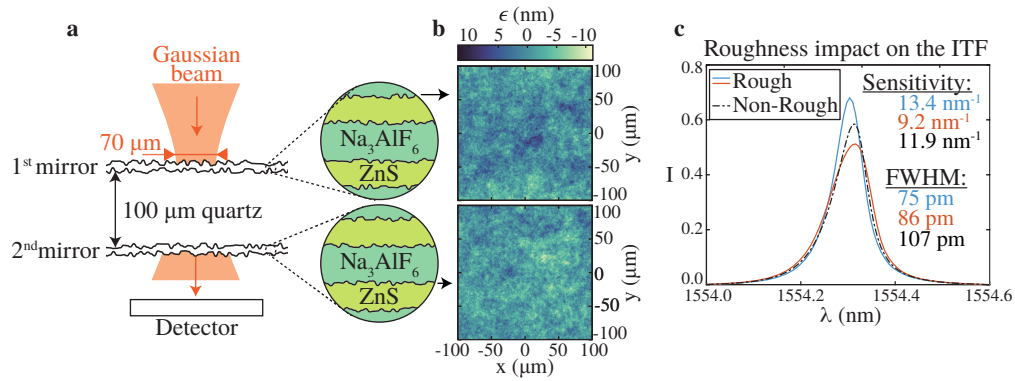 a
Gaussian
beam
70 μm
1st mirror
100 μm quartz
2nd mirror
Detector
Na3AlF6
ZnS
Na3AlF6
ZnS
b
ϵ (nm)
10 5 0 -5 -10
100
50
0
-50
-100
y (μm)
100
50
0
-50
-100
y (μm)
-100 -50 0 50 100
x (μm)
c
Roughness impact on the ITF
0.8
0.6
0.4
0.2
0.0
I
Rough
Non-Rough
Sensitivity:
13.4 nm-1
9.2 nm-1
11.9 nm-1
FWHM:
75 pm
86 pm
107 pm
1554.0 1554.2 1554.4 1554.6
λ (nm)